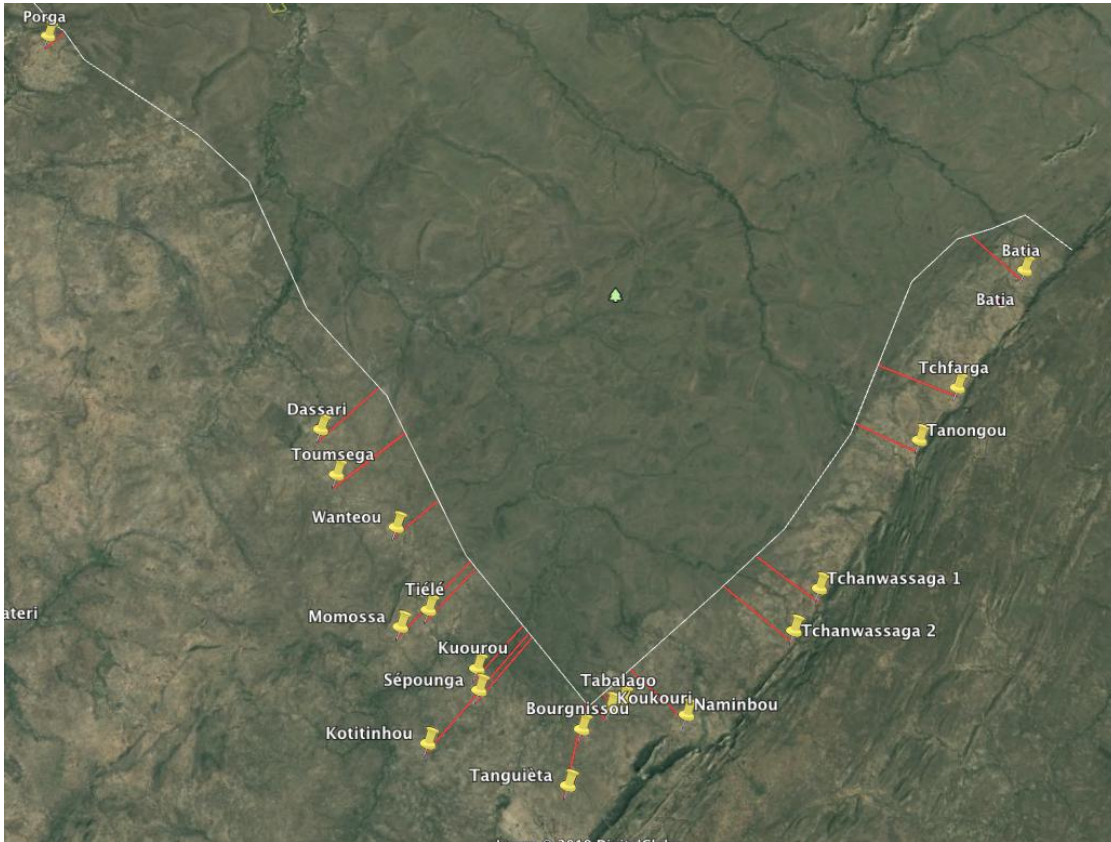 Porga
Batia
Batia
Tchfarga
Dassari
Tanongou
Toumsega
Wanteou
Tchanwassaga 1
Tiélé
ateri
Momossa
Tchanwassaga 2
Kuourou
Sépounga
Tabalago
Koukouri
Naminbou
Bourgnissou
Kotitinhou
Tanguièta